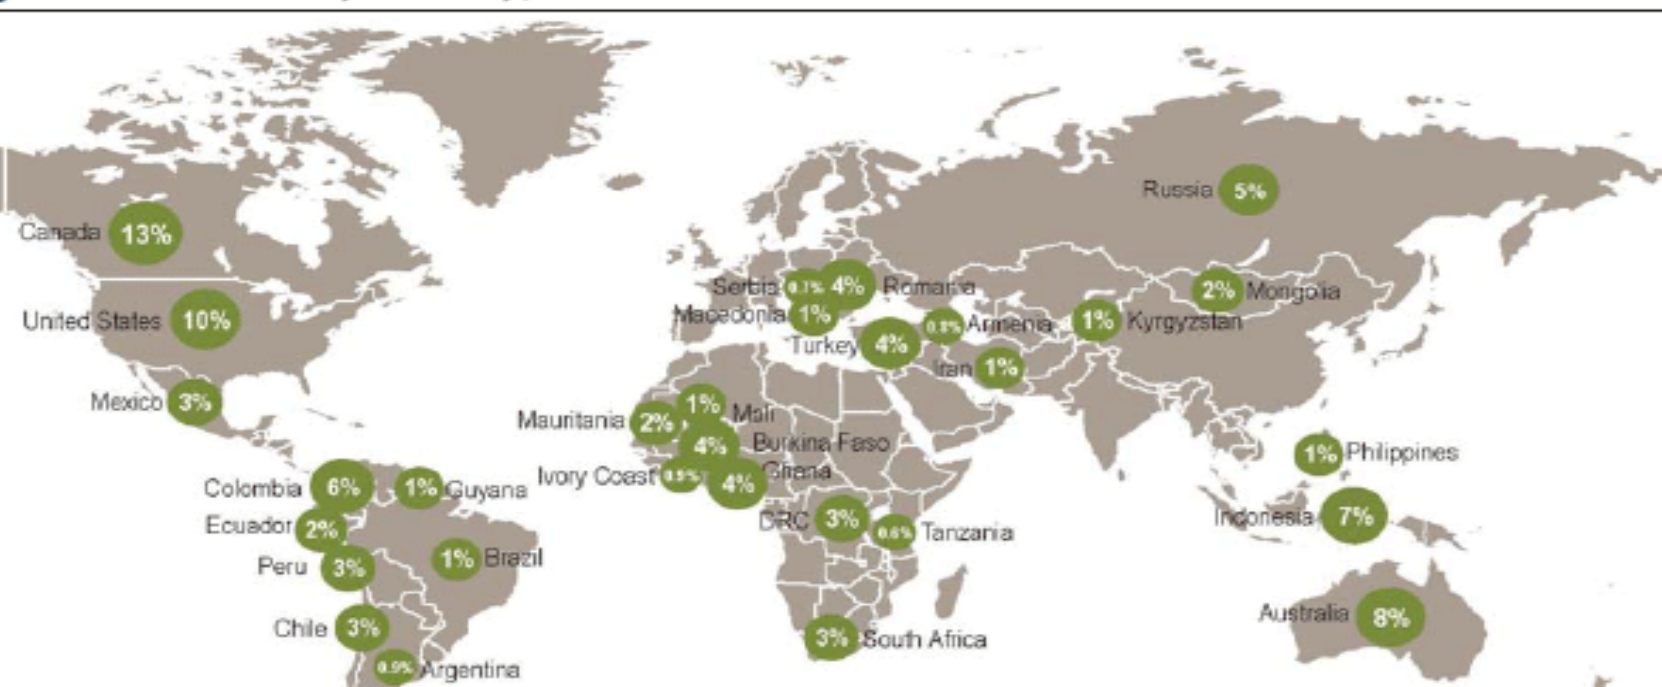 Canada 13%
United States 10%
Mexico 3%
Colombia 6%
1% Guyana
Ecuador 2%
Peru 3%
1% Brazil
Chile 3%
0.9% Argentina
Russia 5%
Serbia 0.7% 4% Romania
Macedonia 1%
Turkey 4%
0.8% Armenia
Iran 1%
1% Kyrgyzstan
2% Mongolia
Mauritania 2%
1% Mali
4% Burkina Faso
Ivory Coast
4% Ghana
DRC 3%
0.6% Tanzania
3% South Africa
1% Philippines
Indonesia 7%
Australia 8%